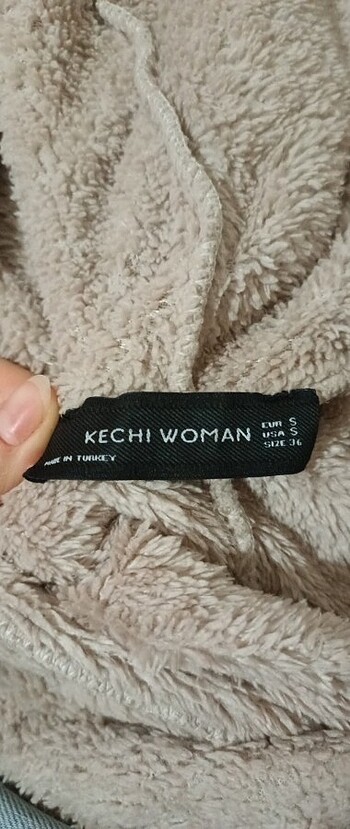 KECHI WOMAN
EUR S
USA S
SIZE 36
MADE IN TURKEY